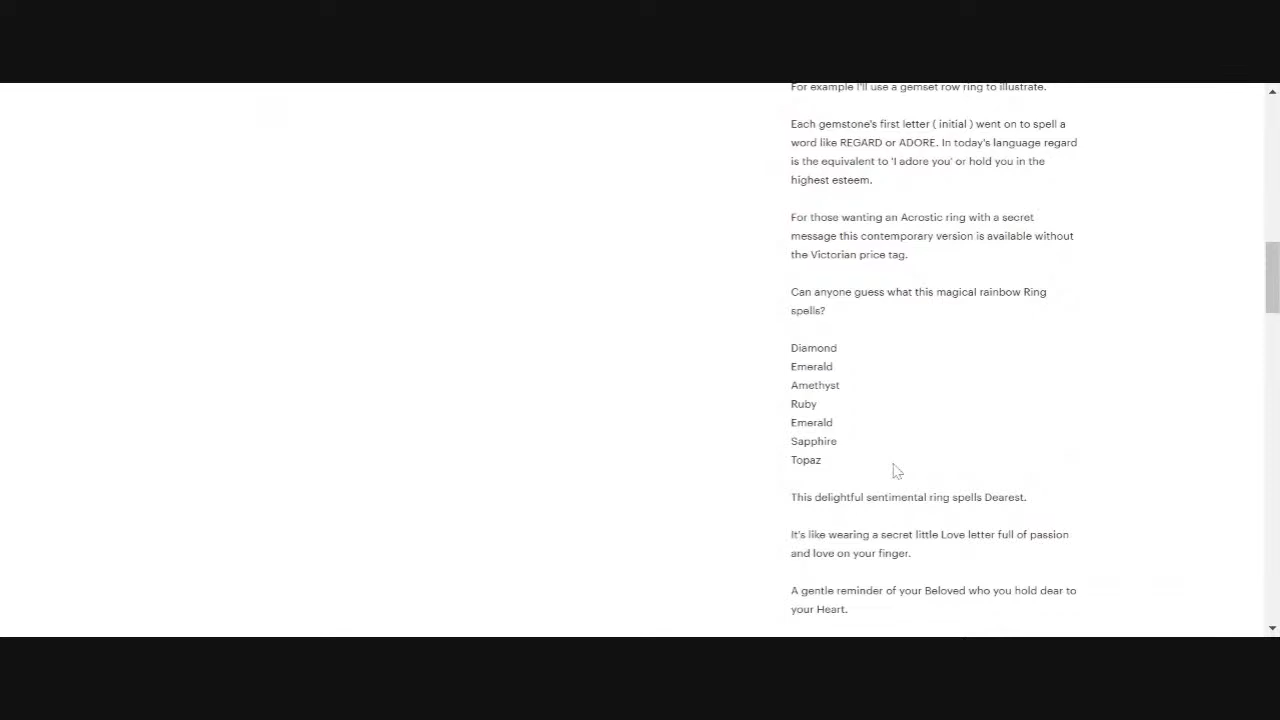 For example I'll use a gemset row ring to illustrate.
Each gemstone's first letter ( initial ) went on to spell a
word like REGARD or ADORE. In today's language regard
is the equivalent to 'I adore you' or hold you in the
highest esteem.
For those wanting an Acrostic ring with a secret
message this contemporary version is available without
the Victorian price tag.
Can anyone guess what this magical rainbow Ring
spells?
Diamond
Emerald
Amethyst
Ruby
Emerald
Sapphire
Topaz
This delightful sentimental ring spells Dearest.
It's like wearing a secret little Love letter full of passion
and love on your finger.
A gentle reminder of your Beloved who you hold dear to
your Heart.